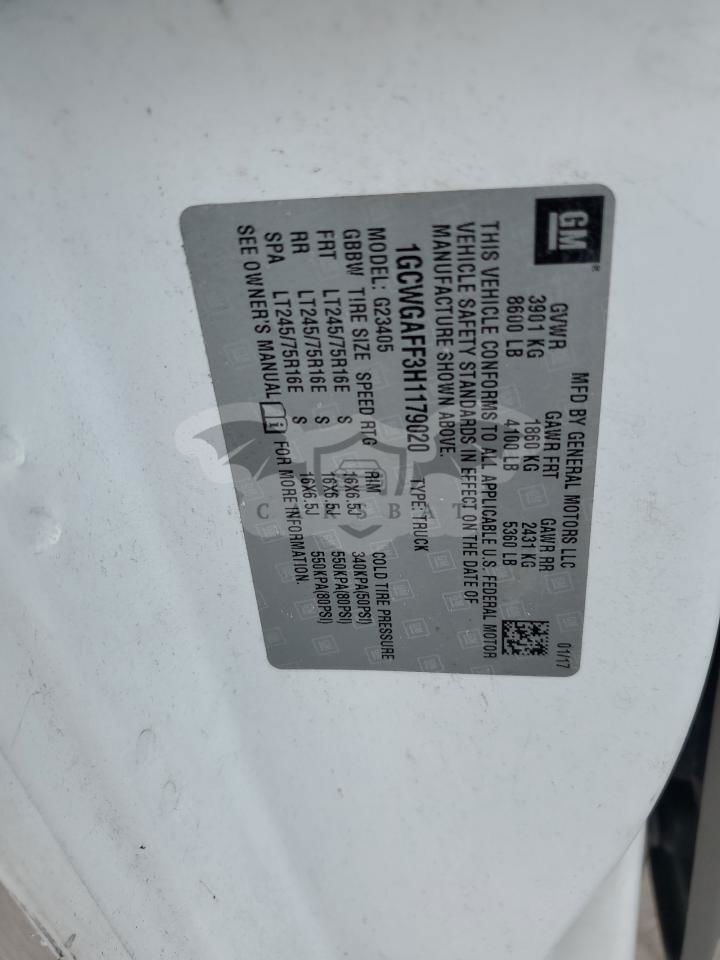 GM®
MFD BY GENERAL MOTORS LLC 01/17
GVWR GAWR FRT GAWR RR
3901 KG 1860 KG 2431 KG
8600 LB 4100 LB 5360 LB
THIS VEHICLE CONFORMS TO ALL APPLICABLE U.S. FEDERAL MOTOR
VEHICLE SAFETY STANDARDS IN EFFECT ON THE DATE OF
MANUFACTURE SHOWN ABOVE.
1GCWGAFF3H1179020 TYPE: TRUCK
MODEL: G23405
GBBW TIRE SIZE SPEED RTG RIM COLD TIRE PRESSURE
FRT LT245/75R16E S 16X6.5J 340KPA(50PSI)
RR LT245/75R16E S 16X6.5J 550KPA(80PSI)
SPA LT245/75R16E S 16X6.5J 550KPA(80PSI)
SEE OWNER'S MANUAL FOR MORE INFORMATION.